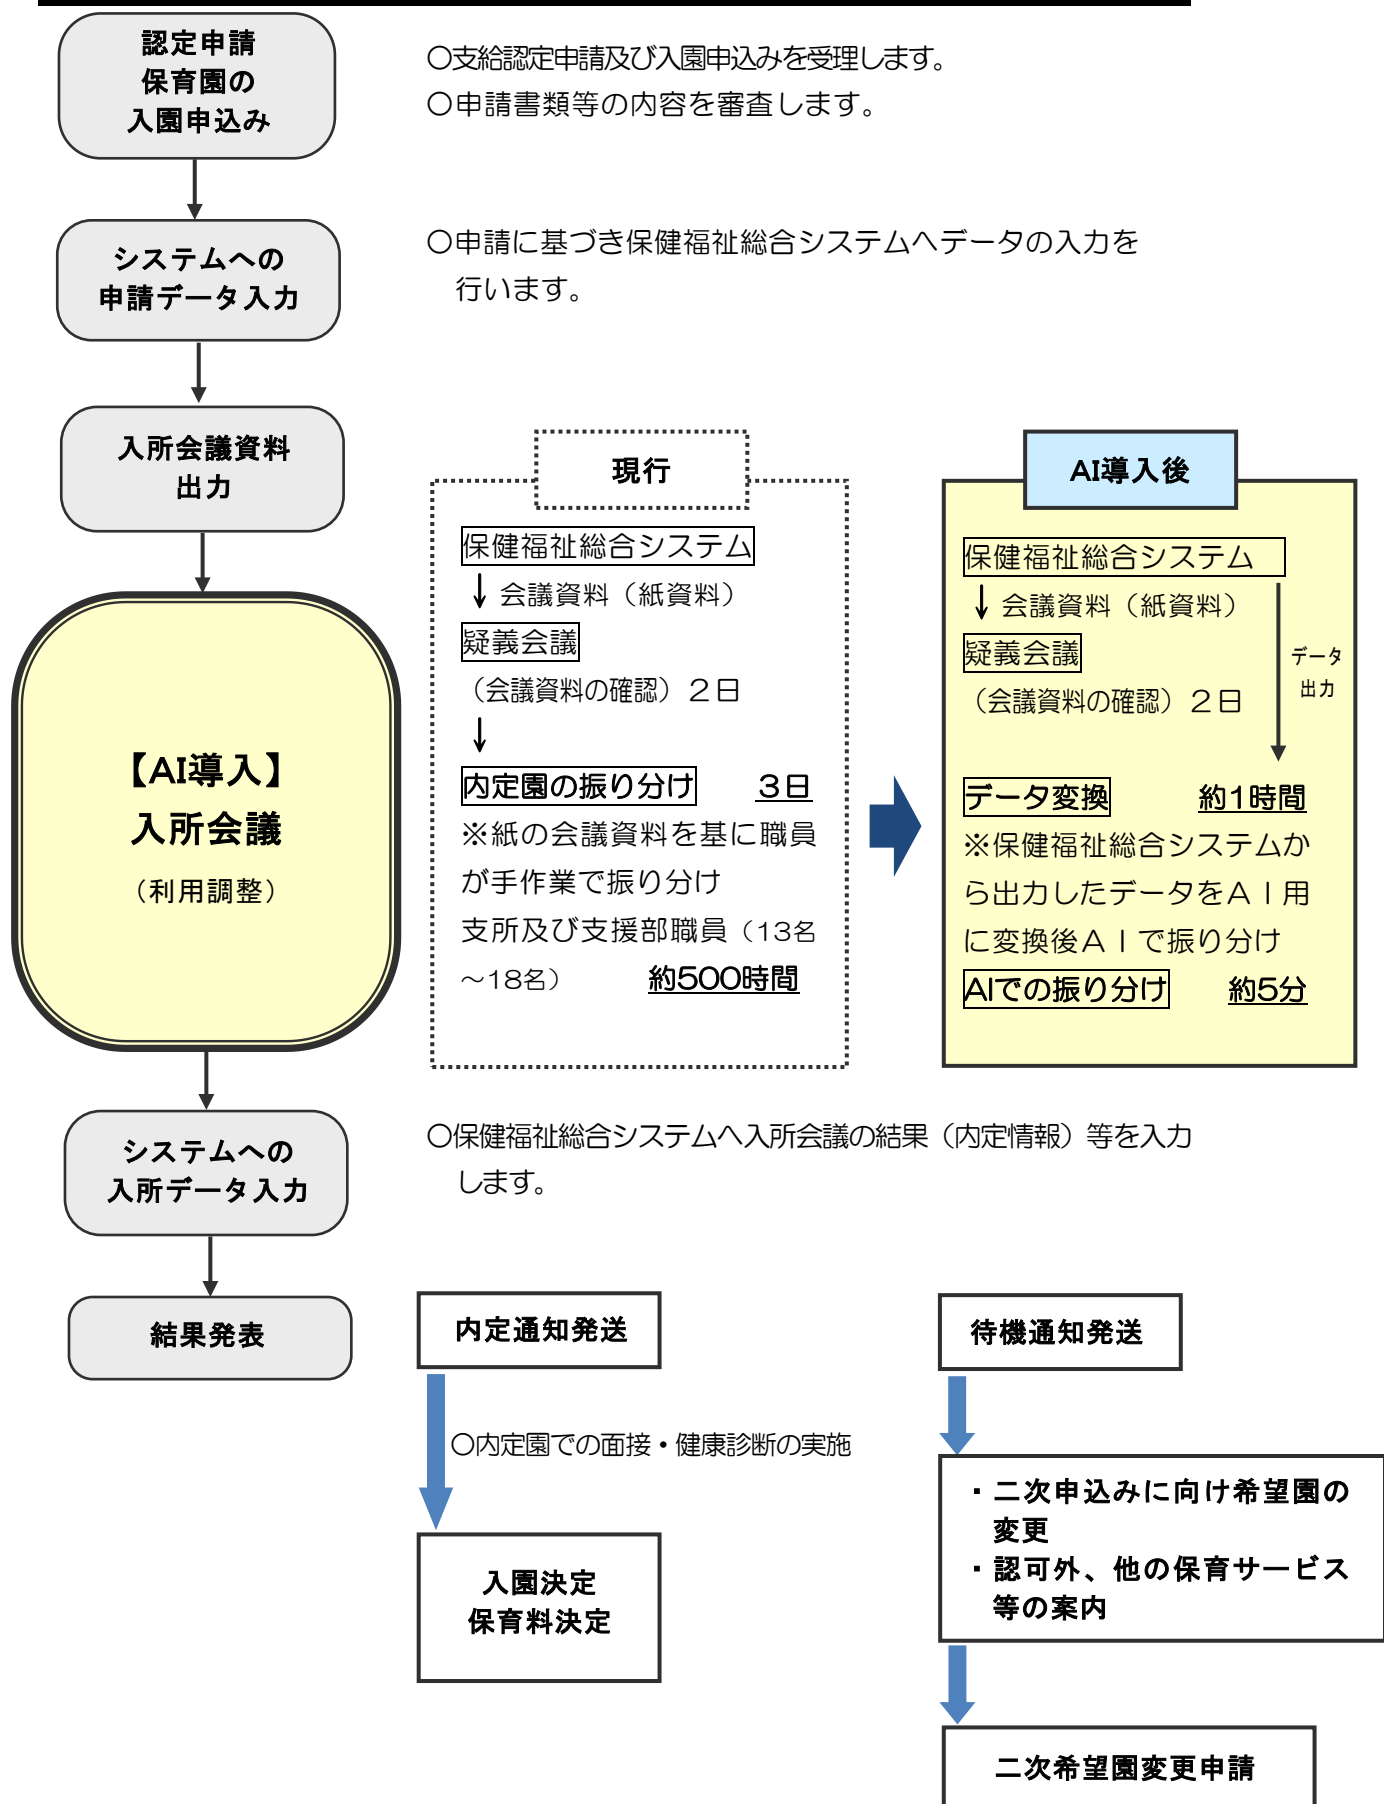 認定申請
保育園の
入園申込み
〇支給認定申請及び入園申込みを受理します。
〇申請書類等の内容を審査します。
システムへの
申請データ入力
〇申請に基づき保健福祉総合システムへデータの入力を
行います。
入所会議資料
出力
【AI導入】
入所会議
（利用調整）
現行
保健福祉総合システム
↓ 会議資料（紙資料）
疑義会議
（会議資料の確認）２日
↓
内定園の振り分け　３日
※紙の会議資料を基に職員
が手作業で振り分け
支所及び支援部職員（13名
～18名）　約500時間
AI導入後
保健福祉総合システム
↓ 会議資料（紙資料）
疑義会議
（会議資料の確認）２日
データ
出力
データ変換　約1時間
※保健福祉総合システムか
ら出力したデータをＡＩ用
に変換後ＡＩで振り分け
AIでの振り分け　約5分
システムへの
入所データ入力
〇保健福祉総合システムへ入所会議の結果（内定情報）等を入力
します。
結果発表
内定通知発送
〇内定園での面接・健康診断の実施
入園決定
保育料決定
待機通知発送
・二次申込みに向け希望園の
変更
・認可外、他の保育サービス
等の案内
二次希望園変更申請